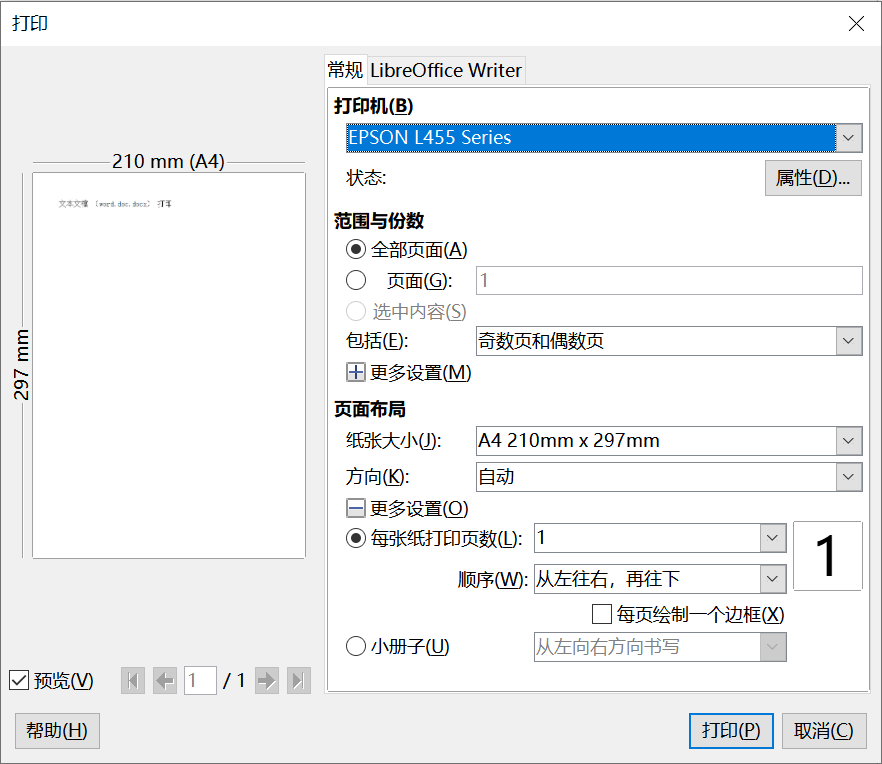 打印
常规 LibreOffice Writer
打印机(B)
EPSON L455 Series
状态: 属性(D)...
210 mm (A4)
297 mm
文本文档 (word.doc.docx) 打印
范围与份数
全部页面(A)
页面(G): 1
选中内容(S)
包括(E): 奇数页和偶数页
更多设置(M)
页面布局
纸张大小(J): A4 210mm x 297mm
方向(K): 自动
更多设置(O)
每张纸打印页数(L): 1
1
顺序(W): 从左往右，再往下
每页绘制一个边框(X)
小册子(U) 从左向右方向书写
预览(V) 1 / 1
帮助(H) 打印(P) 取消(C)